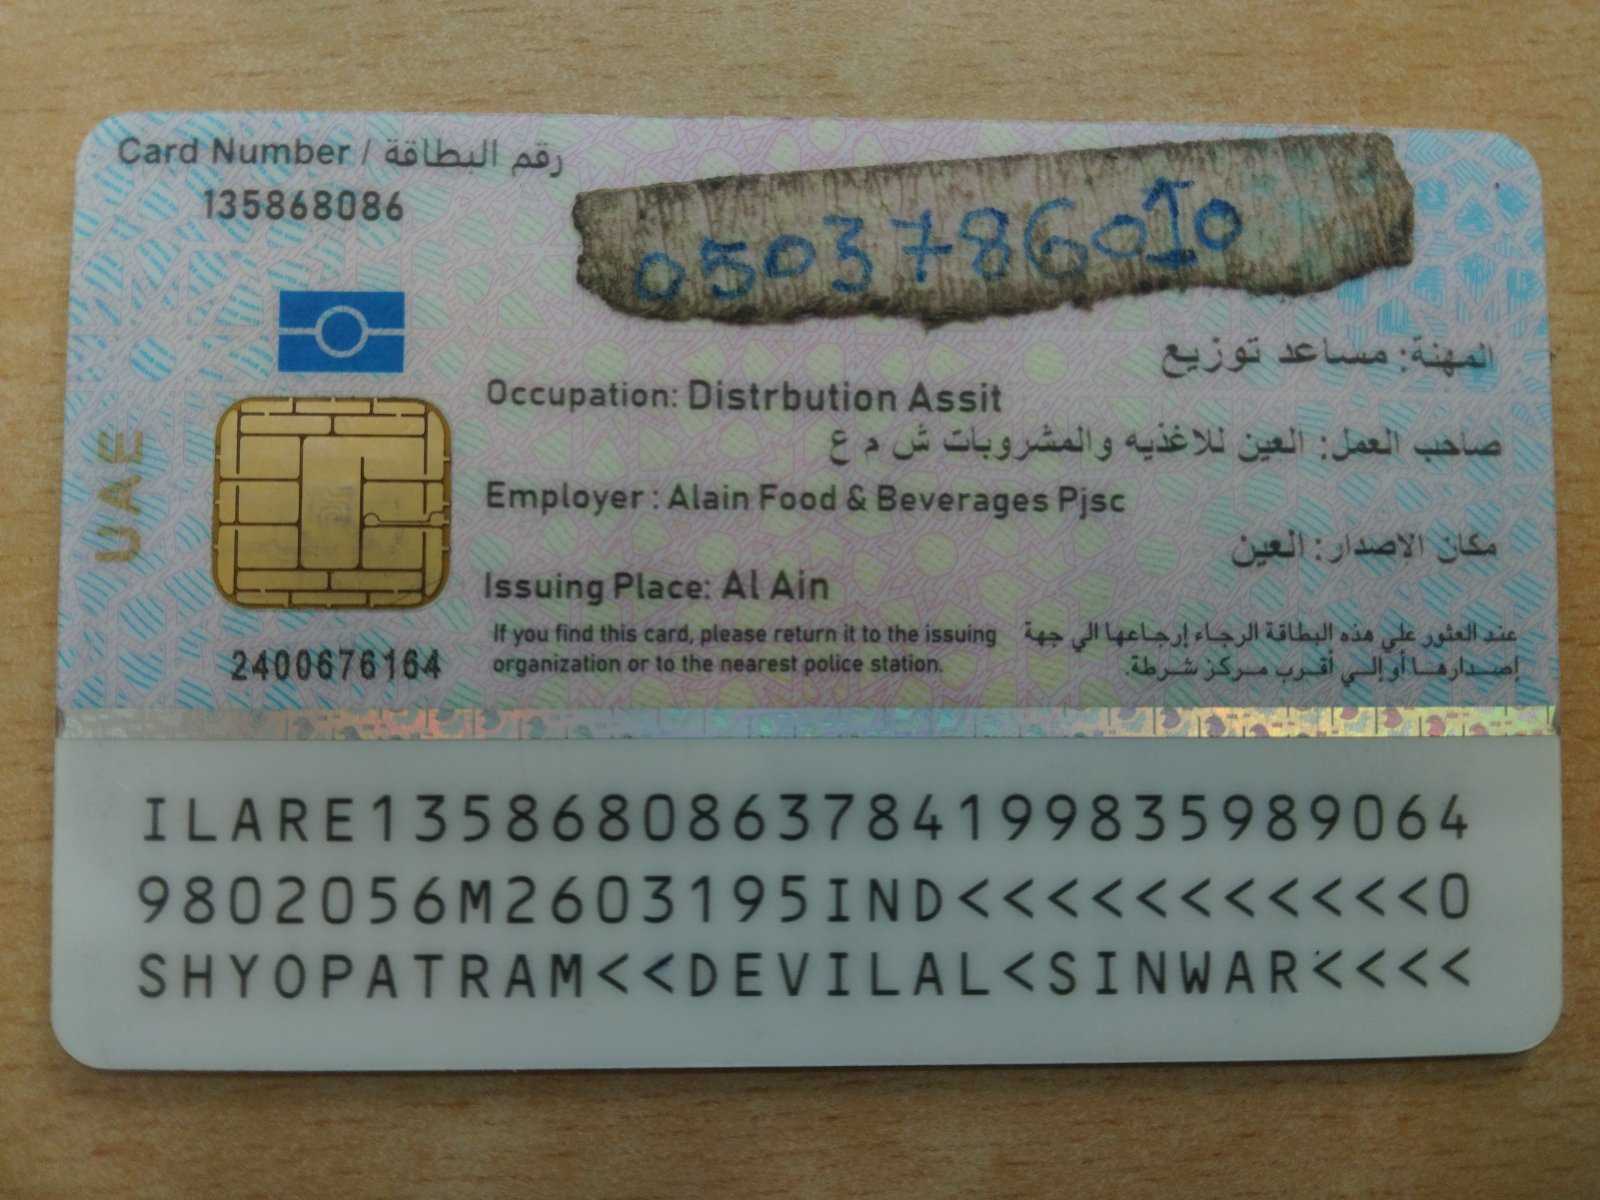 Card Number / رقم البطاقة
135868086
0503786010
المهنة: مساعد توزيع
Occupation: Distrbution Assit
صاحب العمل: العين للاغذيه والمشروبات ش م ع
Employer : Alain Food & Beverages Pjsc
مكان الاصدار: العين
Issuing Place: Al Ain
UAE
If you find this card, please return it to the issuing
organization or to the nearest police station.
عند العثور علي هذه البطاقة الرجاء إرجاعها الي جهة
إصدارها أو إلي أقرب مركز شرطة.
2400676164
ILARE1358680863784199835989064
9802056M2603195IND<<<<<<<<<<<0
SHYOPATRAM<<DEVILAL<SINWAR<<<<